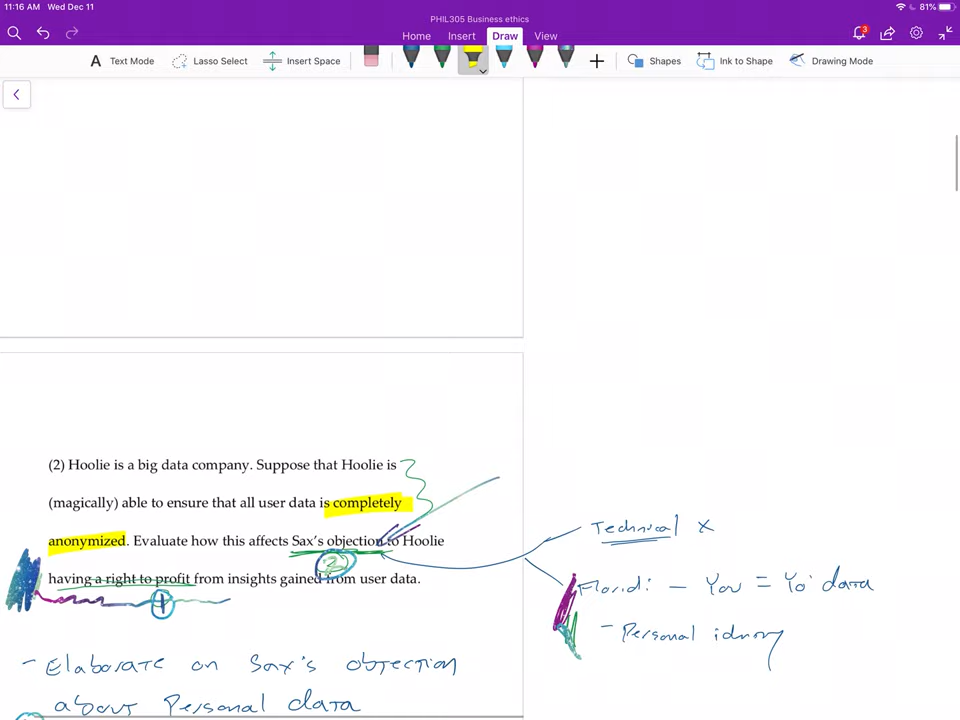 11:16 AM Wed Dec 11
PHIL305 Business ethics
81%
Home Insert Draw View
3
A Text Mode Lasso Select Insert Space Shapes Ink to Shape Drawing Mode
(2) Hoolie is a big data company. Suppose that Hoolie is
(magically) able to ensure that all user data is completely
anonymized. Evaluate how this affects Sax's objection to Hoolie
having a right to profit from insights gained from user data.
2
1
Technical X
Floridi - You = Yo' data
- Personal
- Elaborate on Sax's objection
about Personal data